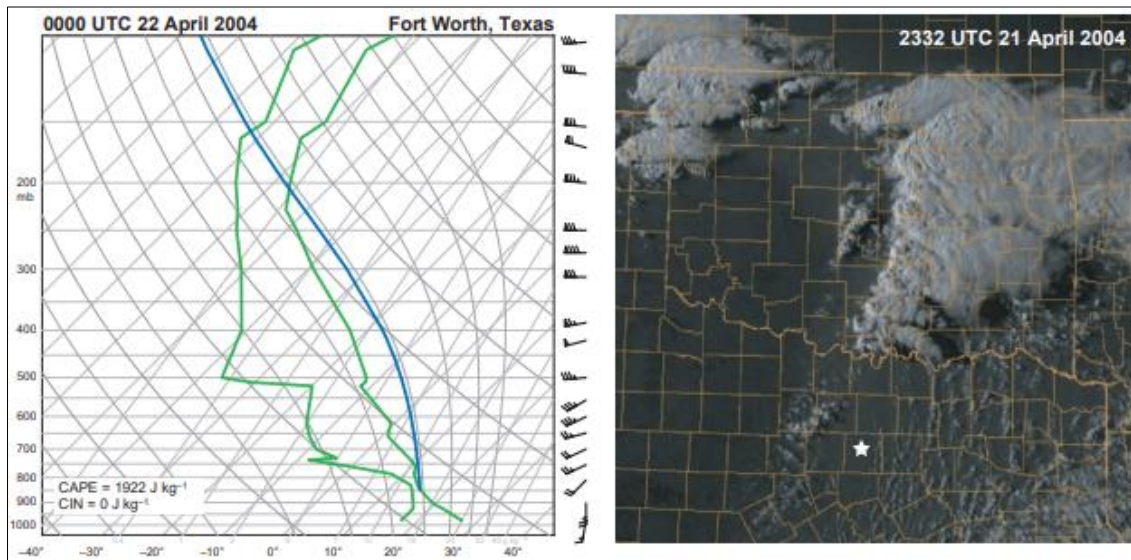 0000 UTC 22 April 2004
Fort Worth, Texas
2332 UTC 21 April 2004
200
mb
300
400
500
600
700
800
900
1000
CAPE = 1922 J kg⁻¹
CIN = 0 J kg⁻¹
−40° −30° −20° −10° 0° 10° 20° 30° 40°